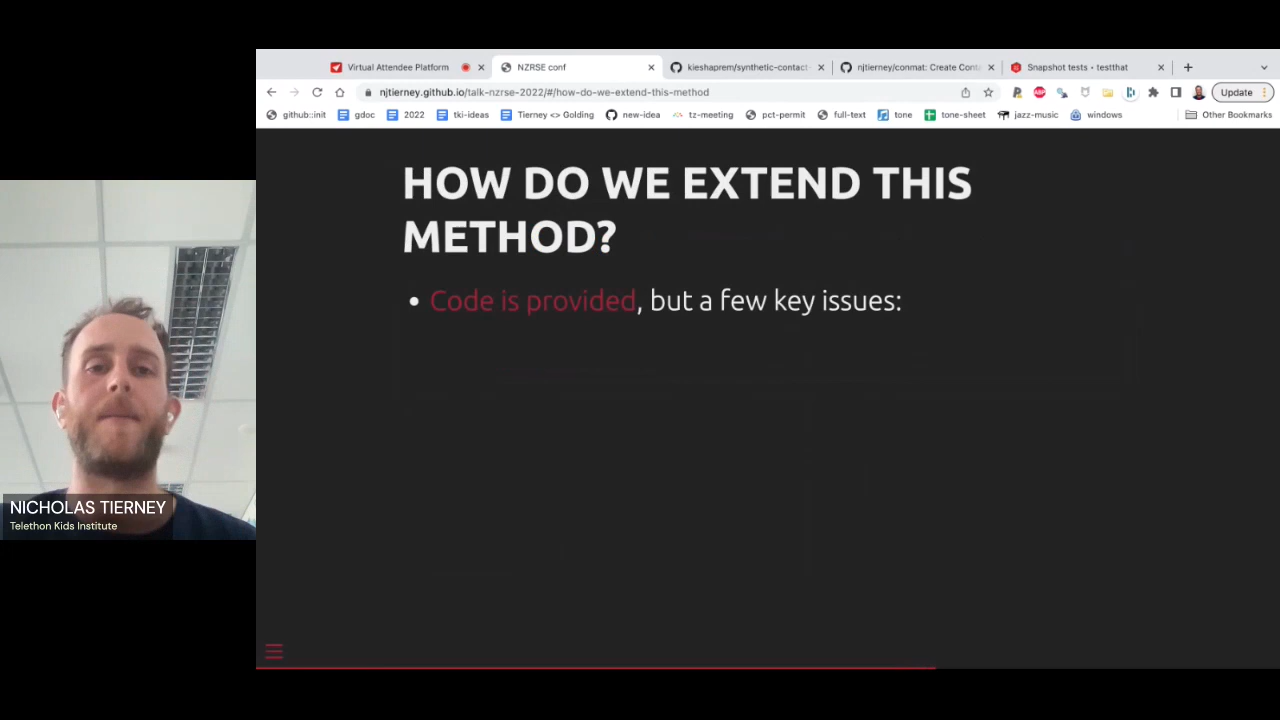 Virtual Attendee Platform
NZRSE conf
kieshaprem/synthetic-contact-
njtierney/conmat: Create Conta
Snapshot tests • testthat
njtierney.github.io/talk-nzrse-2022/#/how-do-we-extend-this-method
Update
github::init
gdoc
2022
tki-ideas
Tierney <> Golding
new-idea
tz-meeting
pct-permit
full-text
tone
tone-sheet
jazz-music
windows
Other Bookmarks
HOW DO WE EXTEND THIS
METHOD?
• Code is provided, but a few key issues:
NICHOLAS TIERNEY
Telethon Kids Institute